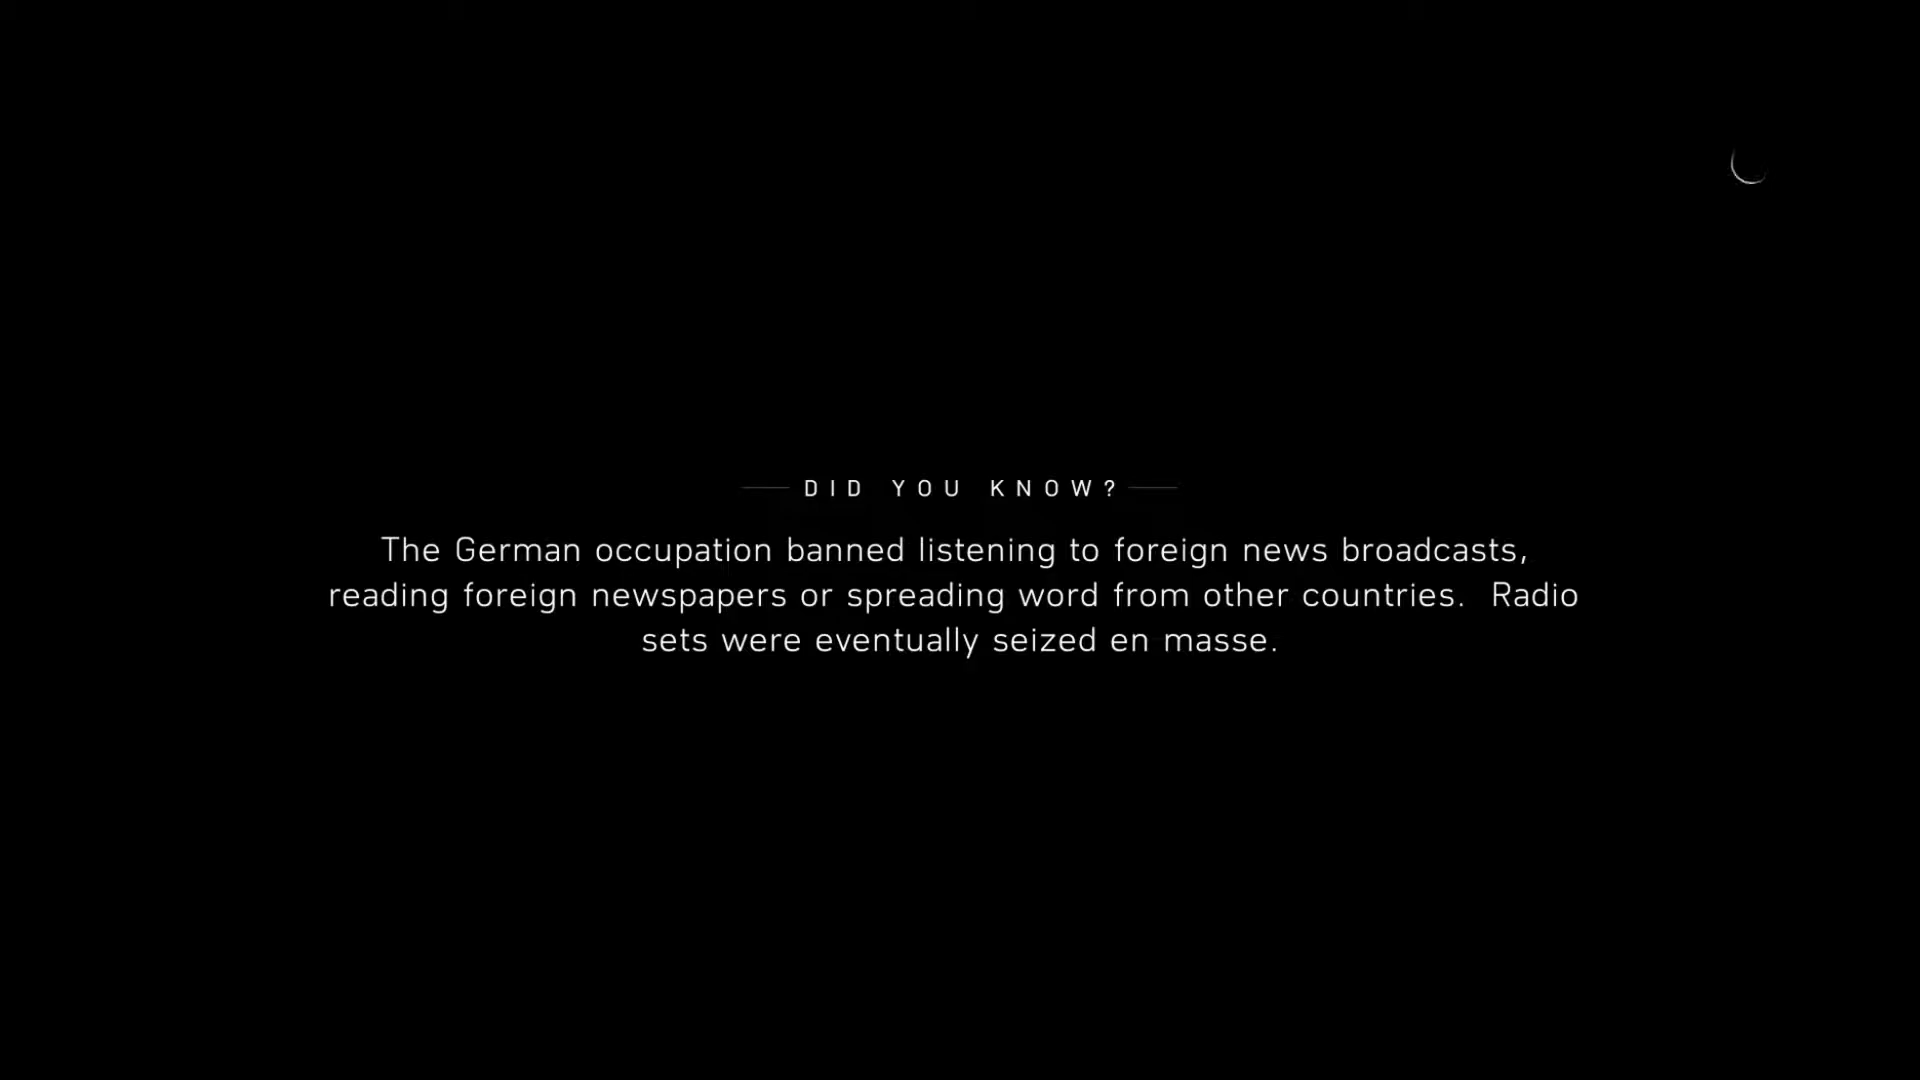 DID YOU KNOW?
The German occupation banned listening to foreign news broadcasts,
reading foreign newspapers or spreading word from other countries.  Radio
sets were eventually seized en masse.